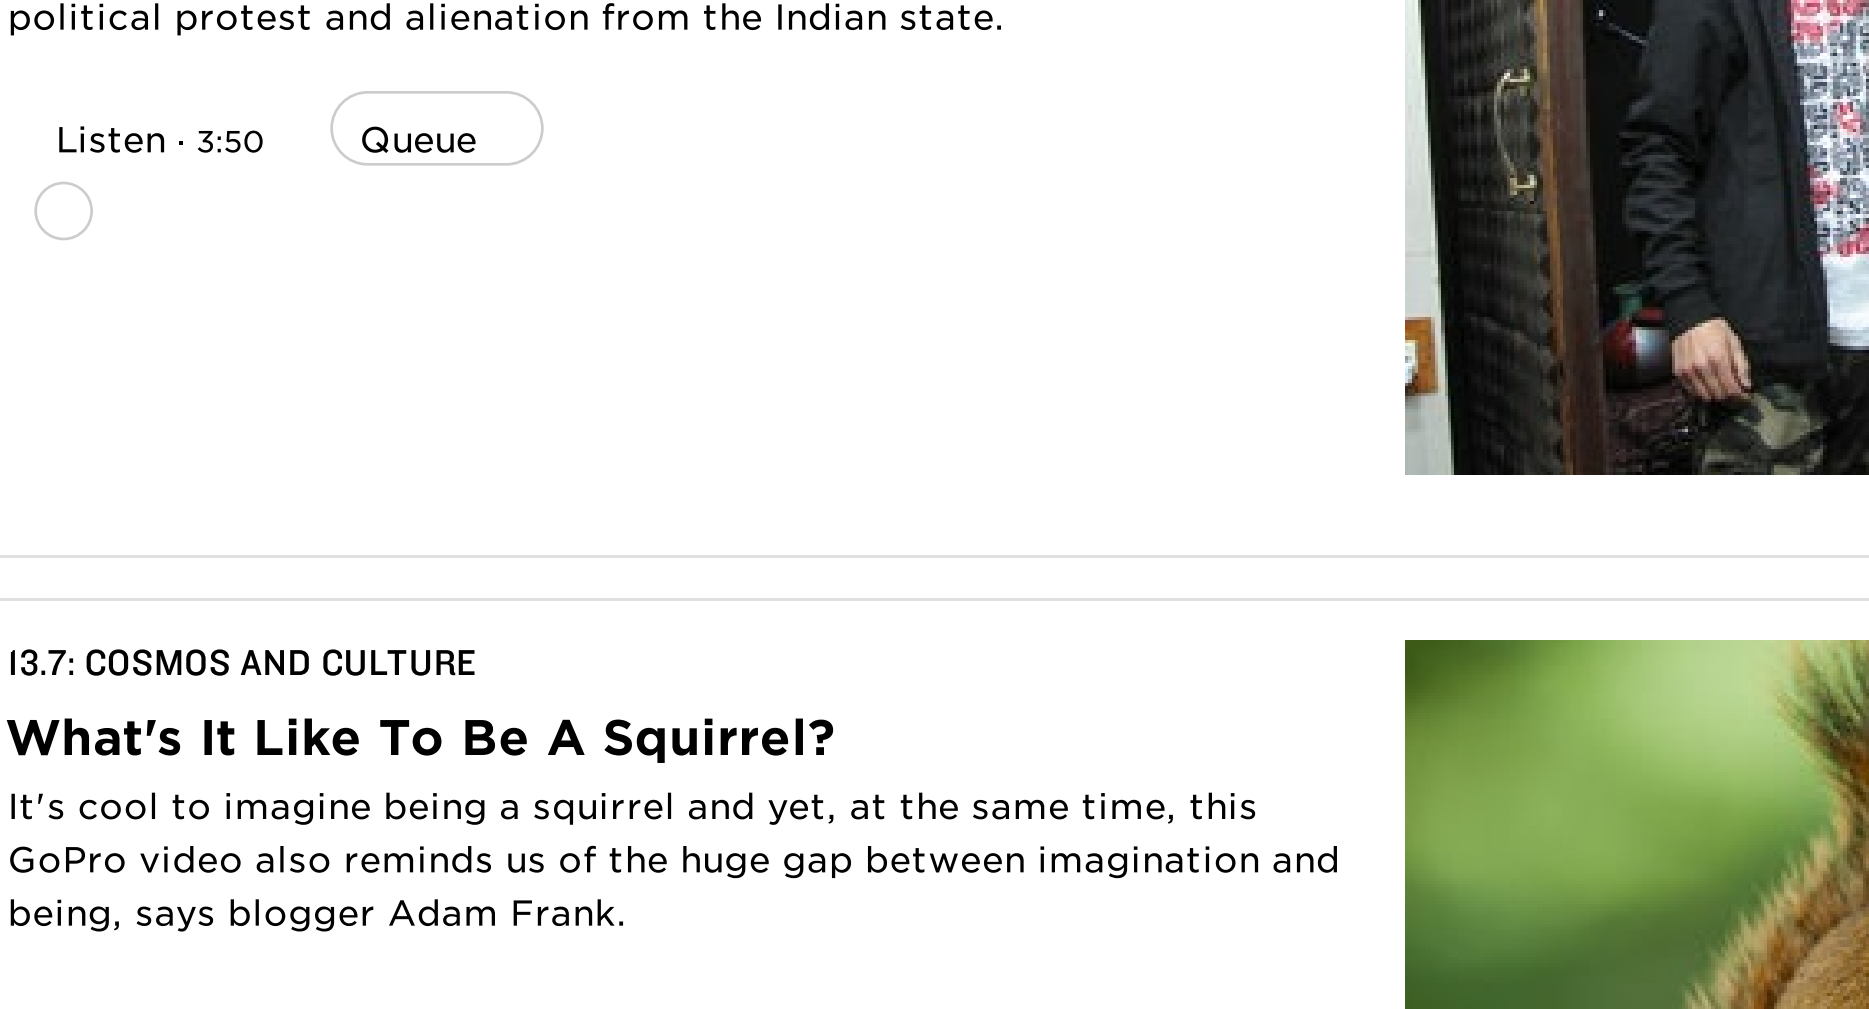 political protest and alienation from the Indian state.
Listen · 3:50
Queue
13.7: COSMOS AND CULTURE
What's It Like To Be A Squirrel?
It's cool to imagine being a squirrel and yet, at the same time, this
GoPro video also reminds us of the huge gap between imagination and
being, says blogger Adam Frank.